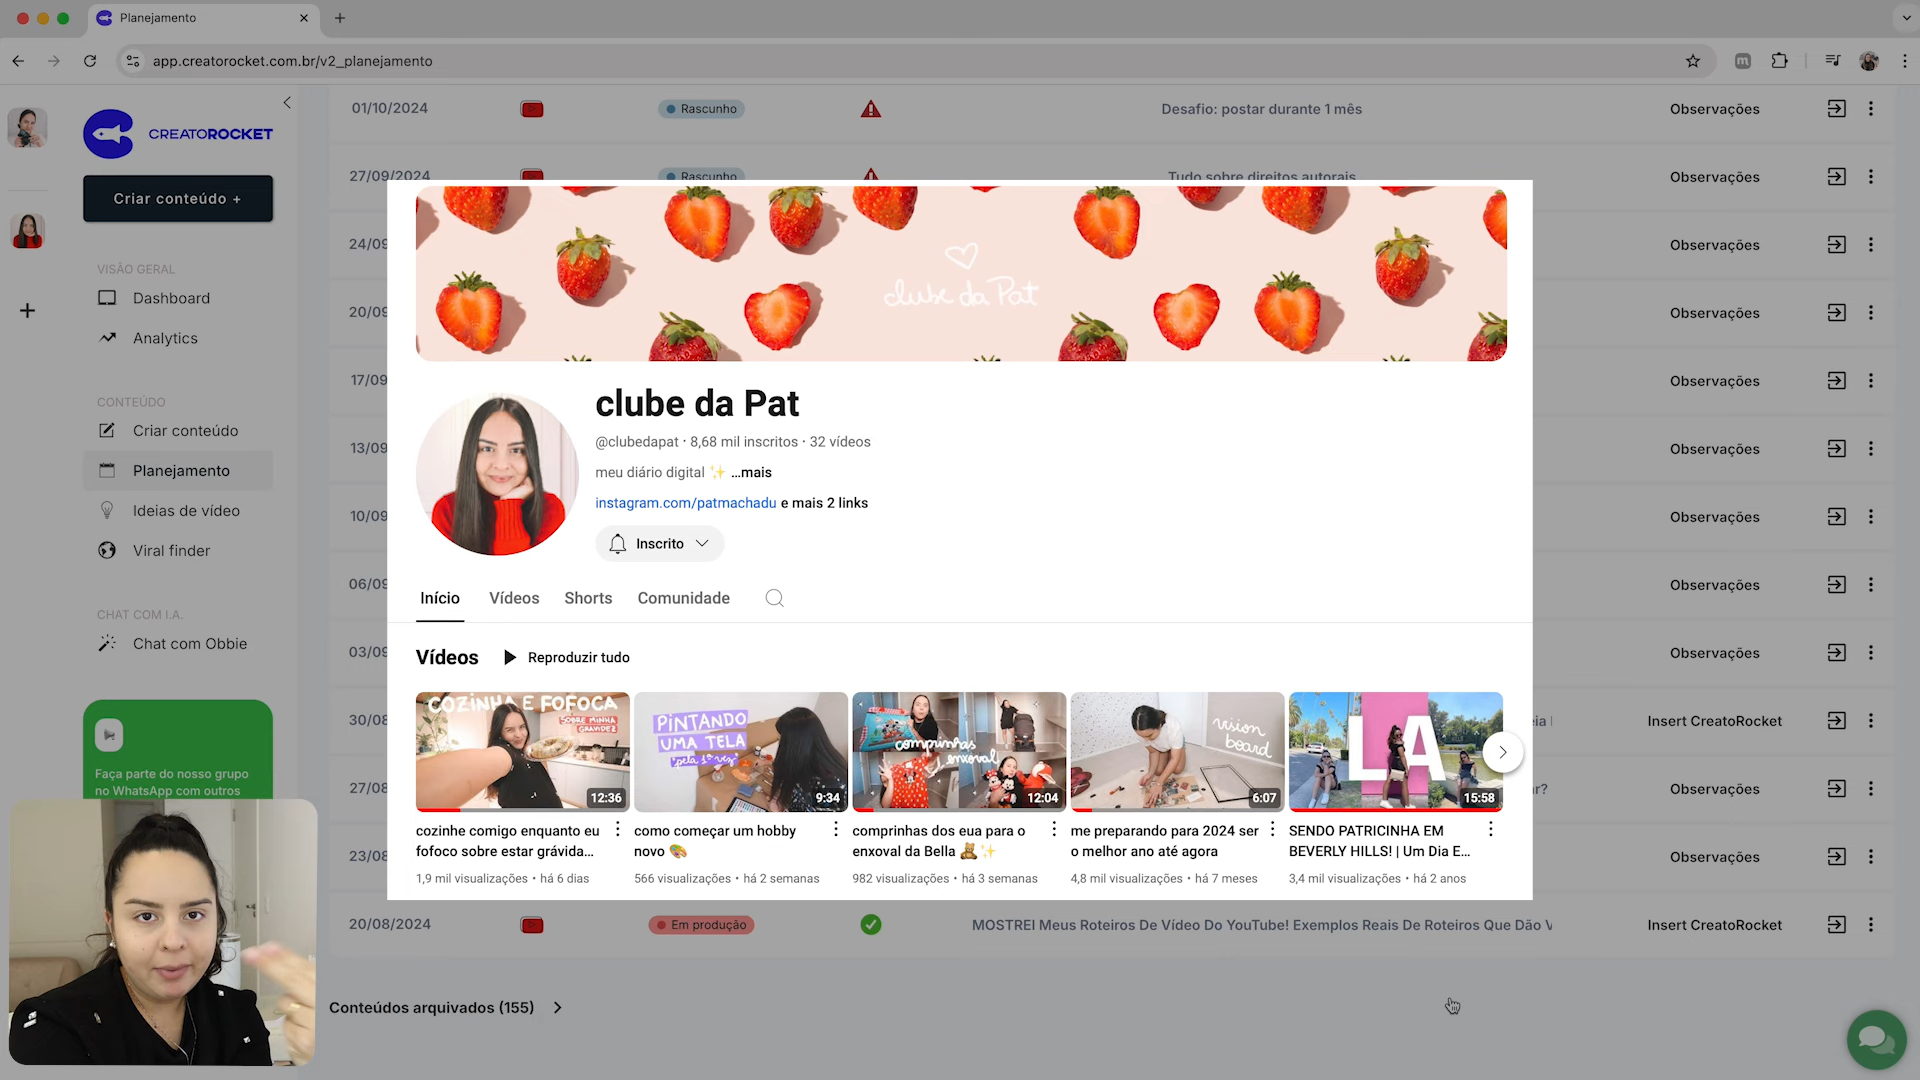 Planejamento
app.creatorocket.com.br/v2_planejamento
CREATOROCKET
Criar conteúdo +
VISÃO GERAL
Dashboard
Analytics
CONTEÚDO
Criar conteúdo
Planejamento
Ideias de vídeo
Viral finder
CHAT COM I.A.
Chat com Obbie
Faça parte do nosso grupo
no WhatsApp com outros
01/10/2024 Rascunho Desafio: postar durante 1 mês Observações
27/09/2024 Rascunho Tudo sobre direitos autorais Observações
24/09 Observações
20/09 Observações
17/09 Observações
13/09 Observações
10/09 Observações
06/09 Observações
03/09 Observações
30/08 Insert CreatoRocket
27/08 Observações
23/08 Observações
20/08/2024 Em produção MOSTREI Meus Roteiros De Vídeo Do YouTube! Exemplos Reais De Roteiros Que Dão V Insert CreatoRocket
Conteúdos arquivados (155)
clube da Pat
clube da Pat
@clubedapat · 8,68 mil inscritos · 32 vídeos
meu diário digital ✨ ...mais
instagram.com/patmachadu e mais 2 links
Inscrito
Início Vídeos Shorts Comunidade
Vídeos Reproduzir tudo
COZINHA E FOFOCA
SOBRE MINHA
GRAVIDEZ
12:36
PINTANDO
UMA TELA
"pela 1ª vez"
9:34
comprinhas
enxoval
12:04
vision
board
6:07
LA
15:58
cozinhe comigo enquanto eu
fofoco sobre estar grávida...
1,9 mil visualizações • há 6 dias
como começar um hobby
novo 🎨
566 visualizações • há 2 semanas
comprinhas dos eua para o
enxoval da Bella 🧸✨
982 visualizações • há 3 semanas
me preparando para 2024 ser
o melhor ano até agora
4,8 mil visualizações • há 7 meses
SENDO PATRICINHA EM
BEVERLY HILLS! | Um Dia E...
3,4 mil visualizações • há 2 anos